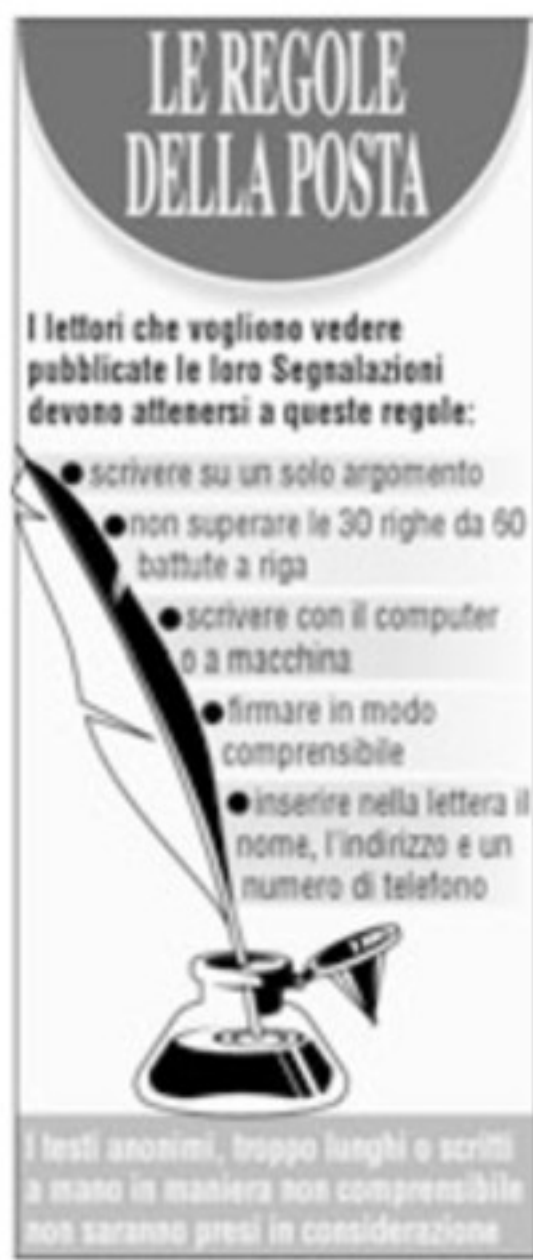 LE REGOLE
DELLA POSTA
I lettori che vogliono vedere
pubblicate le loro Segnalazioni
devono attenersi a queste regole:
● scrivere su un solo argomento
● non superare le 30 righe da 60
battute a riga
● scrivere con il computer
o a macchina
● firmare in modo
comprensibile
● inserire nella lettera il
nome, l'indirizzo e un
numero di telefono
I testi anonimi, troppo lunghi o scritti
a mano in maniera non comprensibile
non saranno presi in considerazione